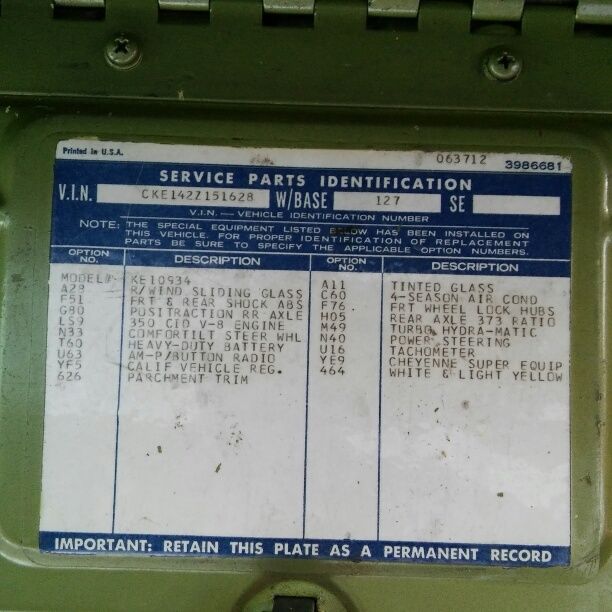 Printed in U.S.A. 063712 3986681
SERVICE PARTS IDENTIFICATION
V.I.N. CKE142Z151628 W/BASE 127 SE
V.I.N. — VEHICLE IDENTIFICATION NUMBER
NOTE: THE SPECIAL EQUIPMENT LISTED BELOW HAS BEEN INSTALLED ON
THIS VEHICLE. FOR PROPER IDENTIFICATION OF REPLACEMENT
PARTS BE SURE TO SPECIFY THE APPLICABLE OPTION NUMBERS.
OPTION NO. DESCRIPTION OPTION NO. DESCRIPTION
MODEL# KE10934 A11 TINTED GLASS
A28 R/WIND SLIDING GLASS C60 4-SEASON AIR COND
F51 FRT & REAR SHOCK ABS F76 FRT WHEEL LOCK HUBS
G80 POSITRACTION RR AXLE H05 REAR AXLE 373 RATIO
LS9 350 CID V-8 ENGINE M49 TURBO HYDRA-MATIC
N33 COMFORTILT STEER WHL N40 POWER STEERING
T60 HEAVY-DUTY BATTERY U16 TACHOMETER
U63 AM-P/BUTTON RADIO YE9 CHEYENNE SUPER EQUIP
YF5 CALIF VEHICLE REG. 464 WHITE & LIGHT YELLOW
626 PARCHMENT TRIM
IMPORTANT: RETAIN THIS PLATE AS A PERMANENT RECORD